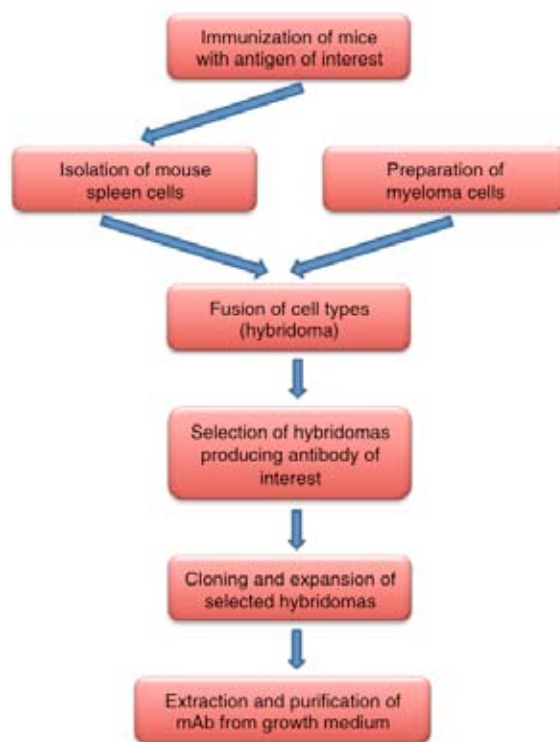 Immunization of mice
with antigen of interest
Isolation of mouse
spleen cells
Preparation of
myeloma cells
Fusion of cell types
(hybridoma)
Selection of hybridomas
producing antibody of
interest
Cloning and expansion of
selected hybridomas
Extraction and purification of
mAb from growth medium